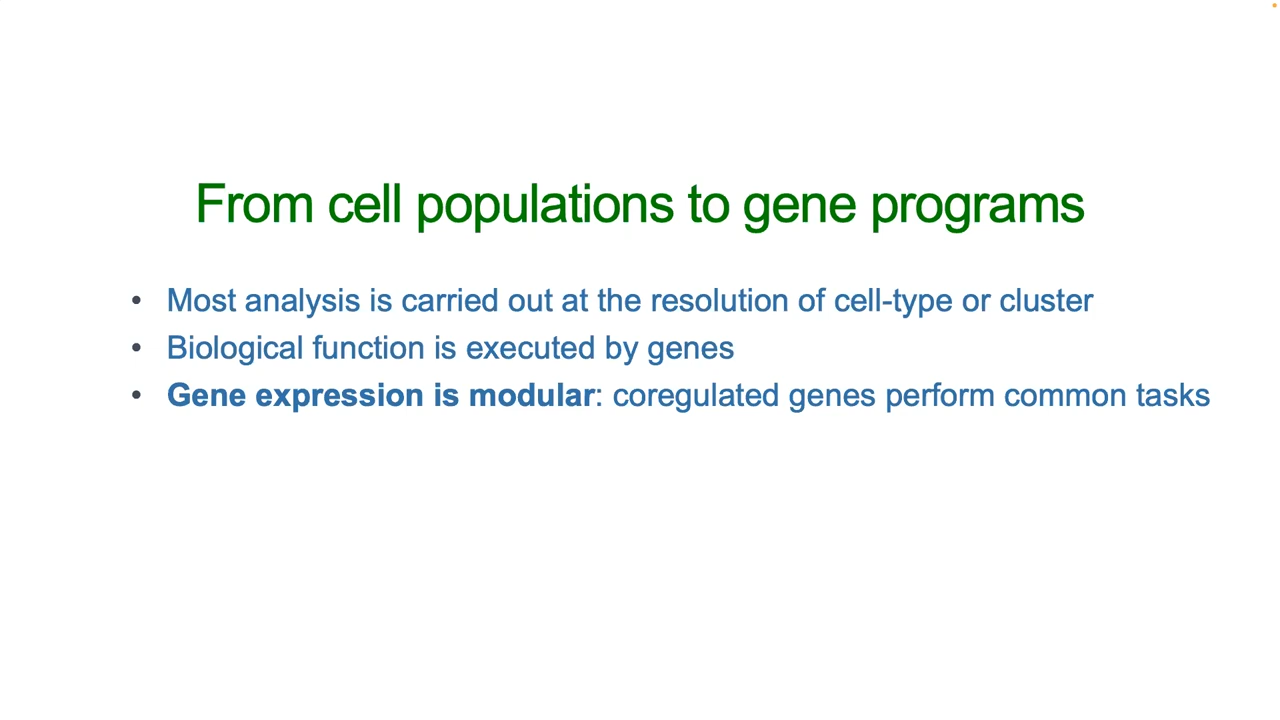 From cell populations to gene programs
• Most analysis is carried out at the resolution of cell-type or cluster
• Biological function is executed by genes
• Gene expression is modular: coregulated genes perform common tasks